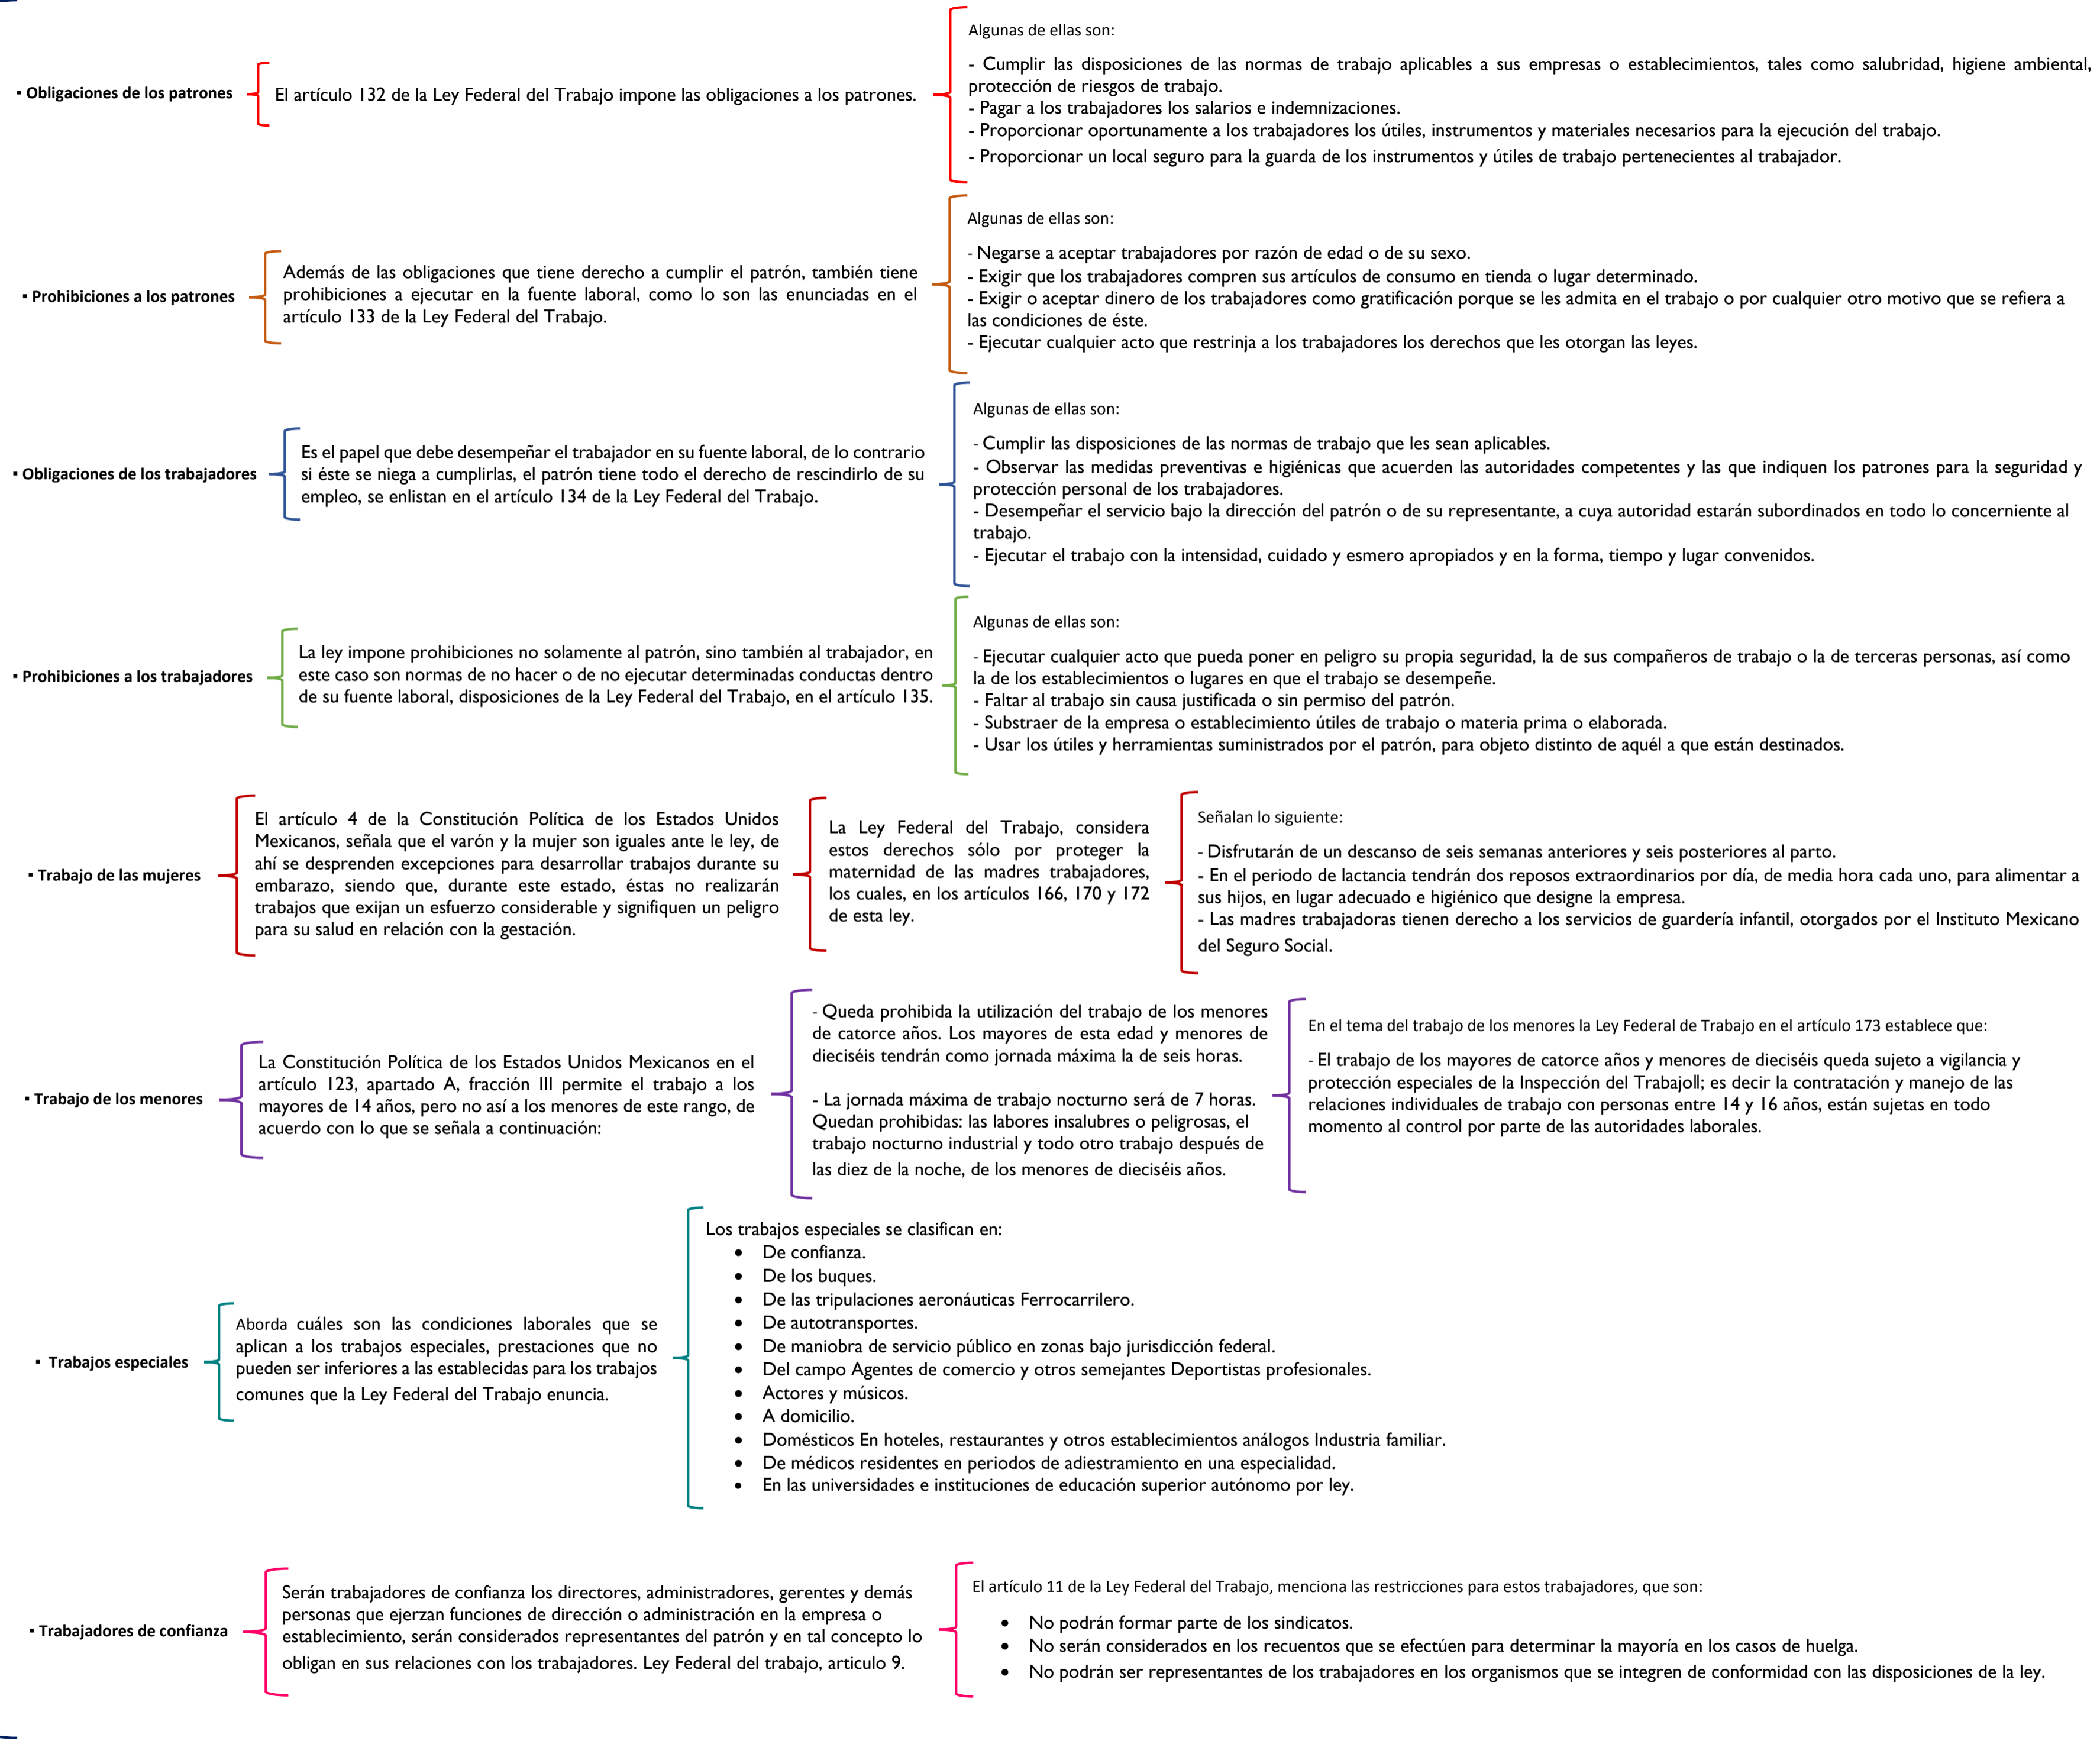 ▪ Obligaciones de los patrones
El artículo 132 de la Ley Federal del Trabajo impone las obligaciones a los patrones.
Algunas de ellas son:
- Cumplir las disposiciones de las normas de trabajo aplicables a sus empresas o establecimientos, tales como salubridad, higiene ambiental,
protección de riesgos de trabajo.
- Pagar a los trabajadores los salarios e indemnizaciones.
- Proporcionar oportunamente a los trabajadores los útiles, instrumentos y materiales necesarios para la ejecución del trabajo.
- Proporcionar un local seguro para la guarda de los instrumentos y útiles de trabajo pertenecientes al trabajador.
▪ Prohibiciones a los patrones
Además de las obligaciones que tiene derecho a cumplir el patrón, también tiene
prohibiciones a ejecutar en la fuente laboral, como lo son las enunciadas en el
artículo 133 de la Ley Federal del Trabajo.
Algunas de ellas son:
- Negarse a aceptar trabajadores por razón de edad o de su sexo.
- Exigir que los trabajadores compren sus artículos de consumo en tienda o lugar determinado.
- Exigir o aceptar dinero de los trabajadores como gratificación porque se les admita en el trabajo o por cualquier otro motivo que se refiera a
las condiciones de éste.
- Ejecutar cualquier acto que restrinja a los trabajadores los derechos que les otorgan las leyes.
▪ Obligaciones de los trabajadores
Es el papel que debe desempeñar el trabajador en su fuente laboral, de lo contrario
si éste se niega a cumplirlas, el patrón tiene todo el derecho de rescindirlo de su
empleo, se enlistan en el artículo 134 de la Ley Federal del Trabajo.
Algunas de ellas son:
- Cumplir las disposiciones de las normas de trabajo que les sean aplicables.
- Observar las medidas preventivas e higiénicas que acuerden las autoridades competentes y las que indiquen los patrones para la seguridad y
protección personal de los trabajadores.
- Desempeñar el servicio bajo la dirección del patrón o de su representante, a cuya autoridad estarán subordinados en todo lo concerniente al
trabajo.
- Ejecutar el trabajo con la intensidad, cuidado y esmero apropiados y en la forma, tiempo y lugar convenidos.
▪ Prohibiciones a los trabajadores
La ley impone prohibiciones no solamente al patrón, sino también al trabajador, en
este caso son normas de no hacer o de no ejecutar determinadas conductas dentro
de su fuente laboral, disposiciones de la Ley Federal del Trabajo, en el artículo 135.
Algunas de ellas son:
- Ejecutar cualquier acto que pueda poner en peligro su propia seguridad, la de sus compañeros de trabajo o la de terceras personas, así como
la de los establecimientos o lugares en que el trabajo se desempeñe.
- Faltar al trabajo sin causa justificada o sin permiso del patrón.
- Substraer de la empresa o establecimiento útiles de trabajo o materia prima o elaborada.
- Usar los útiles y herramientas suministrados por el patrón, para objeto distinto de aquél a que están destinados.
▪ Trabajo de las mujeres
El artículo 4 de la Constitución Política de los Estados Unidos
Mexicanos, señala que el varón y la mujer son iguales ante le ley, de
ahí se desprenden excepciones para desarrollar trabajos durante su
embarazo, siendo que, durante este estado, éstas no realizarán
trabajos que exijan un esfuerzo considerable y signifiquen un peligro
para su salud en relación con la gestación.
La Ley Federal del Trabajo, considera
estos derechos sólo por proteger la
maternidad de las madres trabajadores,
los cuales, en los artículos 166, 170 y 172
de esta ley.
Señalan lo siguiente:
- Disfrutarán de un descanso de seis semanas anteriores y seis posteriores al parto.
- En el periodo de lactancia tendrán dos reposos extraordinarios por día, de media hora cada uno, para alimentar a
sus hijos, en lugar adecuado e higiénico que designe la empresa.
- Las madres trabajadoras tienen derecho a los servicios de guardería infantil, otorgados por el Instituto Mexicano
del Seguro Social.
▪ Trabajo de los menores
La Constitución Política de los Estados Unidos Mexicanos en el
artículo 123, apartado A, fracción III permite el trabajo a los
mayores de 14 años, pero no así a los menores de este rango, de
acuerdo con lo que se señala a continuación:
- Queda prohibida la utilización del trabajo de los menores
de catorce años. Los mayores de esta edad y menores de
dieciséis tendrán como jornada máxima la de seis horas.
- La jornada máxima de trabajo nocturno será de 7 horas.
Quedan prohibidas: las labores insalubres o peligrosas, el
trabajo nocturno industrial y todo otro trabajo después de
las diez de la noche, de los menores de dieciséis años.
En el tema del trabajo de los menores la Ley Federal de Trabajo en el artículo 173 establece que:
- El trabajo de los mayores de catorce años y menores de dieciséis queda sujeto a vigilancia y
protección especiales de la Inspección del Trabajo‖; es decir la contratación y manejo de las
relaciones individuales de trabajo con personas entre 14 y 16 años, están sujetas en todo
momento al control por parte de las autoridades laborales.
▪ Trabajos especiales
Aborda cuáles son las condiciones laborales que se
aplican a los trabajos especiales, prestaciones que no
pueden ser inferiores a las establecidas para los trabajos
comunes que la Ley Federal del Trabajo enuncia.
Los trabajos especiales se clasifican en:
• De confianza.
• De los buques.
• De las tripulaciones aeronáuticas Ferrocarrilero.
• De autotransportes.
• De maniobra de servicio público en zonas bajo jurisdicción federal.
• Del campo Agentes de comercio y otros semejantes Deportistas profesionales.
• Actores y músicos.
• A domicilio.
• Domésticos En hoteles, restaurantes y otros establecimientos análogos Industria familiar.
• De médicos residentes en periodos de adiestramiento en una especialidad.
• En las universidades e instituciones de educación superior autónomo por ley.
▪ Trabajadores de confianza
Serán trabajadores de confianza los directores, administradores, gerentes y demás
personas que ejerzan funciones de dirección o administración en la empresa o
establecimiento, serán considerados representantes del patrón y en tal concepto lo
obligan en sus relaciones con los trabajadores. Ley Federal del trabajo, articulo 9.
El artículo 11 de la Ley Federal del Trabajo, menciona las restricciones para estos trabajadores, que son:
• No podrán formar parte de los sindicatos.
• No serán considerados en los recuentos que se efectúen para determinar la mayoría en los casos de huelga.
• No podrán ser representantes de los trabajadores en los organismos que se integren de conformidad con las disposiciones de la ley.